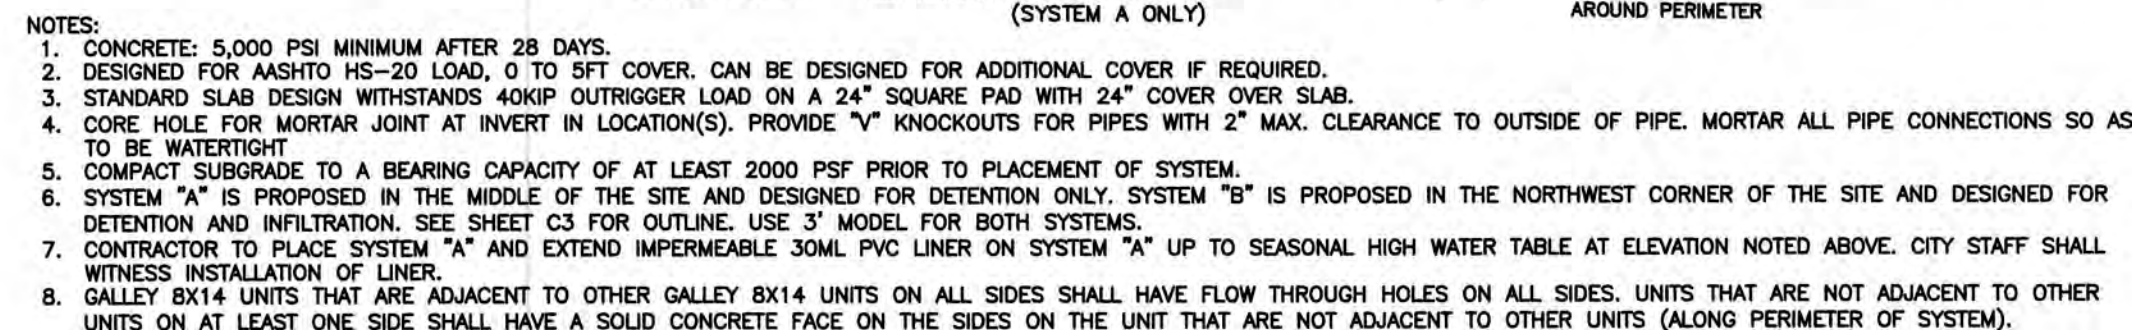 (SYSTEM A ONLY)
AROUND PERIMETER
NOTES:
1. CONCRETE: 5,000 PSI MINIMUM AFTER 28 DAYS.
2. DESIGNED FOR AASHTO HS-20 LOAD, 0 TO 5FT COVER. CAN BE DESIGNED FOR ADDITIONAL COVER IF REQUIRED.
3. STANDARD SLAB DESIGN WITHSTANDS 40KIP OUTRIGGER LOAD ON A 24" SQUARE PAD WITH 24" COVER OVER SLAB.
4. CORE HOLE FOR MORTAR JOINT AT INVERT IN LOCATION(S). PROVIDE "V" KNOCKOUTS FOR PIPES WITH 2" MAX. CLEARANCE TO OUTSIDE OF PIPE. MORTAR ALL PIPE CONNECTIONS SO AS
TO BE WATERTIGHT
5. COMPACT SUBGRADE TO A BEARING CAPACITY OF AT LEAST 2000 PSF PRIOR TO PLACEMENT OF SYSTEM.
6. SYSTEM "A" IS PROPOSED IN THE MIDDLE OF THE SITE AND DESIGNED FOR DETENTION ONLY. SYSTEM "B" IS PROPOSED IN THE NORTHWEST CORNER OF THE SITE AND DESIGNED FOR
DETENTION AND INFILTRATION. SEE SHEET C3 FOR OUTLINE. USE 3' MODEL FOR BOTH SYSTEMS.
7. CONTRACTOR TO PLACE SYSTEM "A" AND EXTEND IMPERMEABLE 30ML PVC LINER ON SYSTEM "A" UP TO SEASONAL HIGH WATER TABLE AT ELEVATION NOTED ABOVE. CITY STAFF SHALL
WITNESS INSTALLATION OF LINER.
8. GALLEY 8X14 UNITS THAT ARE ADJACENT TO OTHER GALLEY 8X14 UNITS ON ALL SIDES SHALL HAVE FLOW THROUGH HOLES ON ALL SIDES. UNITS THAT ARE NOT ADJACENT TO OTHER
UNITS ON AT LEAST ONE SIDE SHALL HAVE A SOLID CONCRETE FACE ON THE SIDES ON THE UNIT THAT ARE NOT ADJACENT TO OTHER UNITS (ALONG PERIMETER OF SYSTEM).